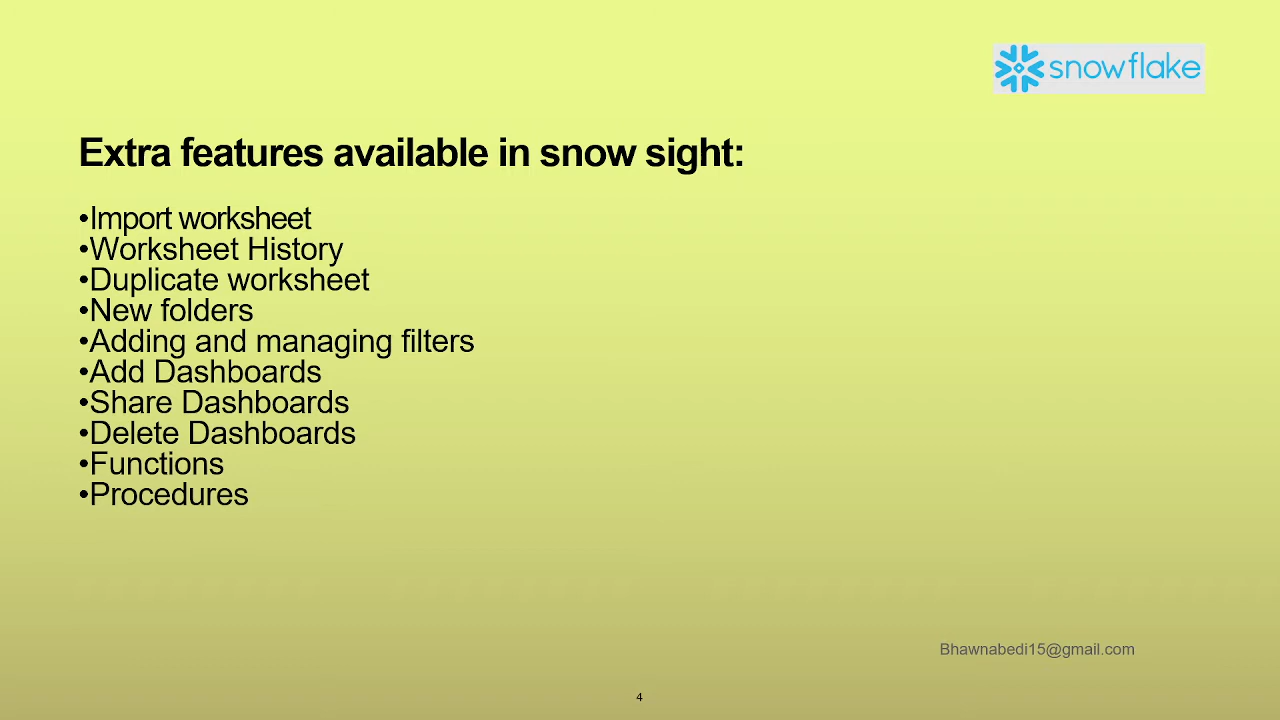 snowflake
Extra features available in snow sight:
•Import worksheet
•Worksheet History
•Duplicate worksheet
•New folders
•Adding and managing filters
•Add Dashboards
•Share Dashboards
•Delete Dashboards
•Functions
•Procedures
Bhawnabedi15@gmail.com
4